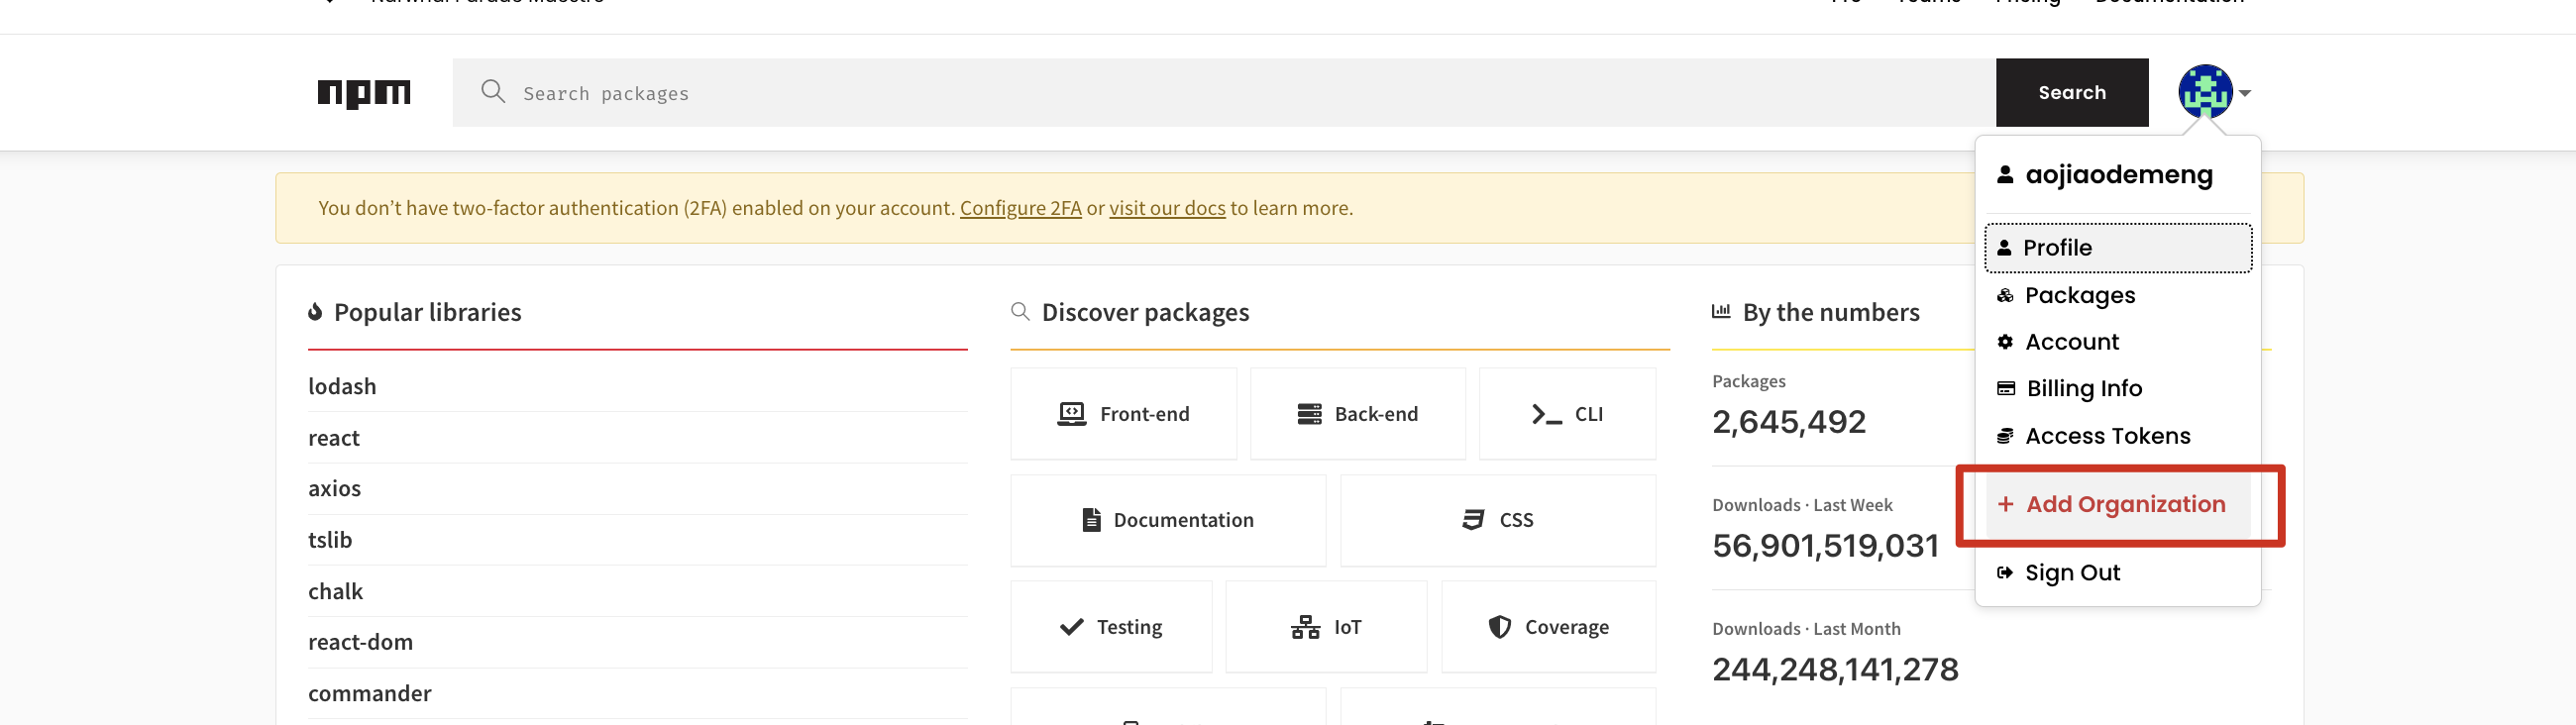 npm
Search packages
Search
aojiaodemeng
Profile
Packages
Account
Billing Info
Access Tokens
+ Add Organization
Sign Out
You don’t have two-factor authentication (2FA) enabled on your account. Configure 2FA or visit our docs to learn more.
Popular libraries
lodash
react
axios
tslib
chalk
react-dom
commander
Discover packages
Front-end
Back-end
CLI
Documentation
CSS
Testing
IoT
Coverage
By the numbers
Packages
2,645,492
Downloads · Last Week
56,901,519,031
Downloads · Last Month
244,248,141,278